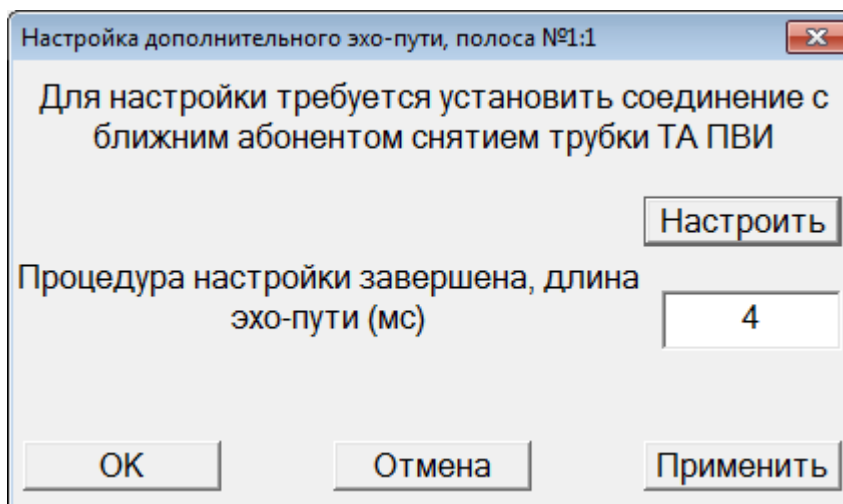 Настройка дополнительного эхо-пути, полоса №1:1
Для настройки требуется установить соединение с
ближним абонентом снятием трубки ТА ПВИ
Настроить
Процедура настройки завершена, длина
эхо-пути (мс)
4
OK
Отмена
Применить